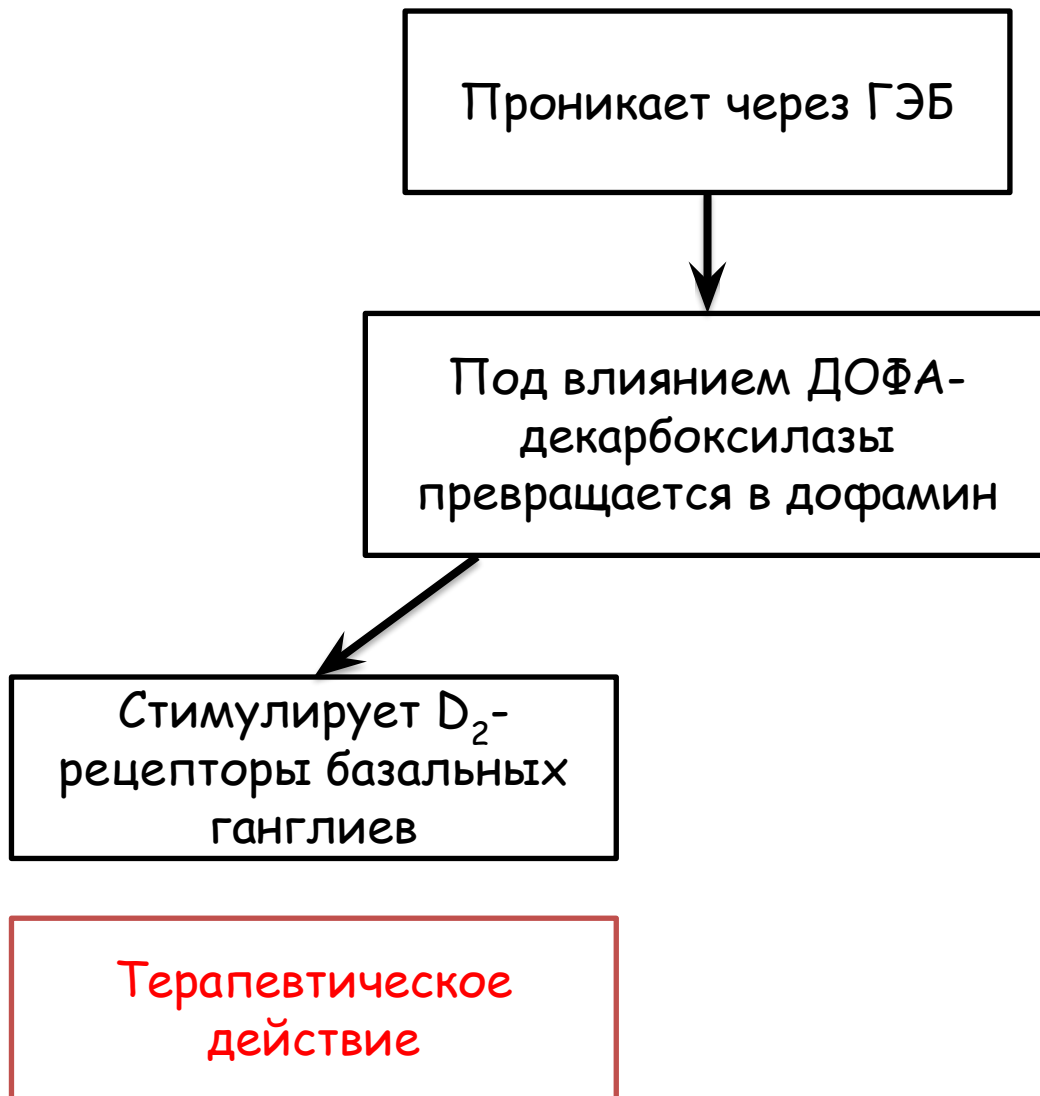 Проникает через ГЭБ
Под влиянием ДОФА-
декарбоксилазы
превращается в дофамин
Стимулирует D₂-
рецепторы базальных
ганглиев
Терапевтическое
действие